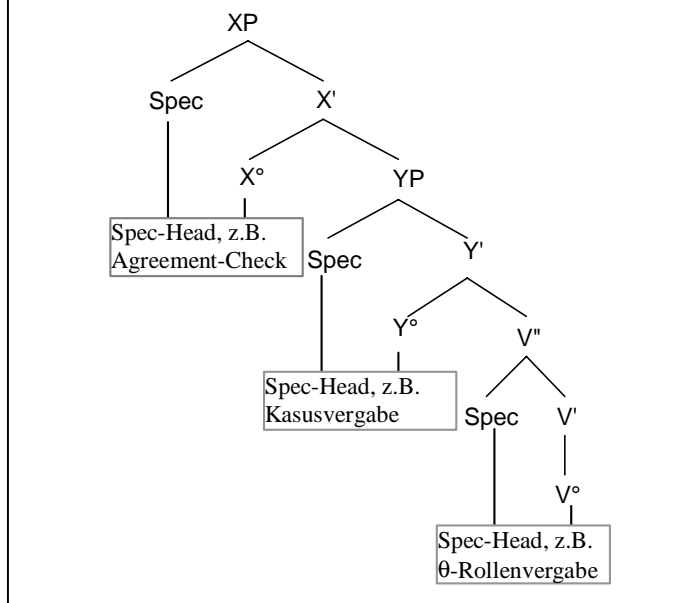 XP
Spec X'
X° YP
Spec-Head, z.B.
Agreement-Check
Spec Y'
Y° V"
Spec-Head, z.B.
Kasusvergabe
Spec V'
V°
Spec-Head, z.B.
θ-Rollenvergabe